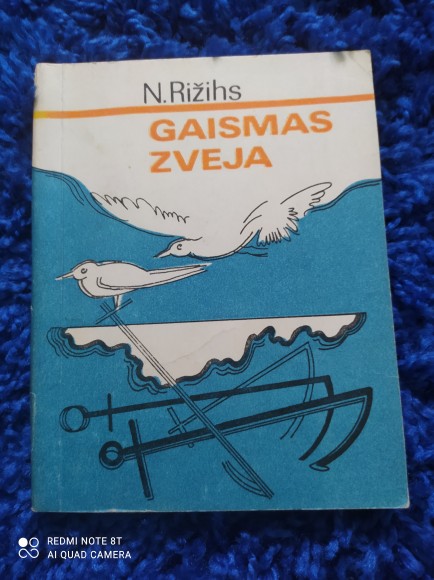 N.Rižihs
GAISMAS
ZVEJA
REDMI NOTE 8T
AI QUAD CAMERA